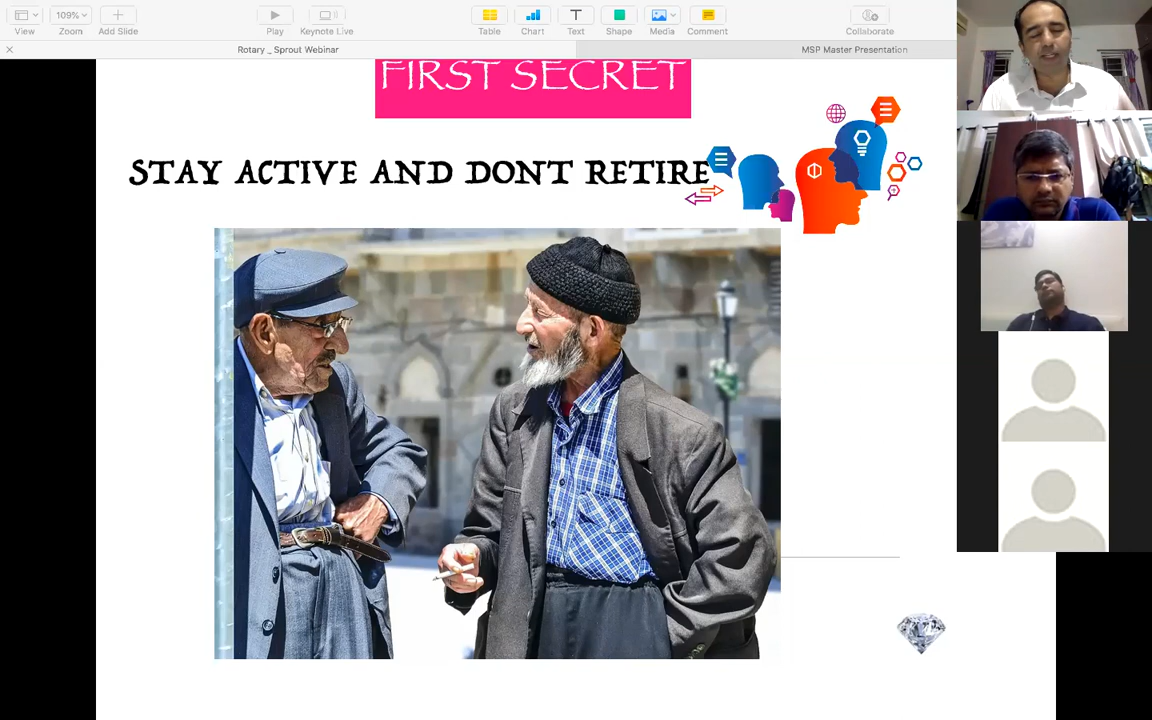 109%
View
Zoom
Add Slide
Play
Keynote Live
Table
Chart
Text
Shape
Media
Comment
Collaborate
Rotary _ Sprout Webinar
MSP Master Presentation
FIRST SECRET
STAY ACTIVE AND DONT RETIRE